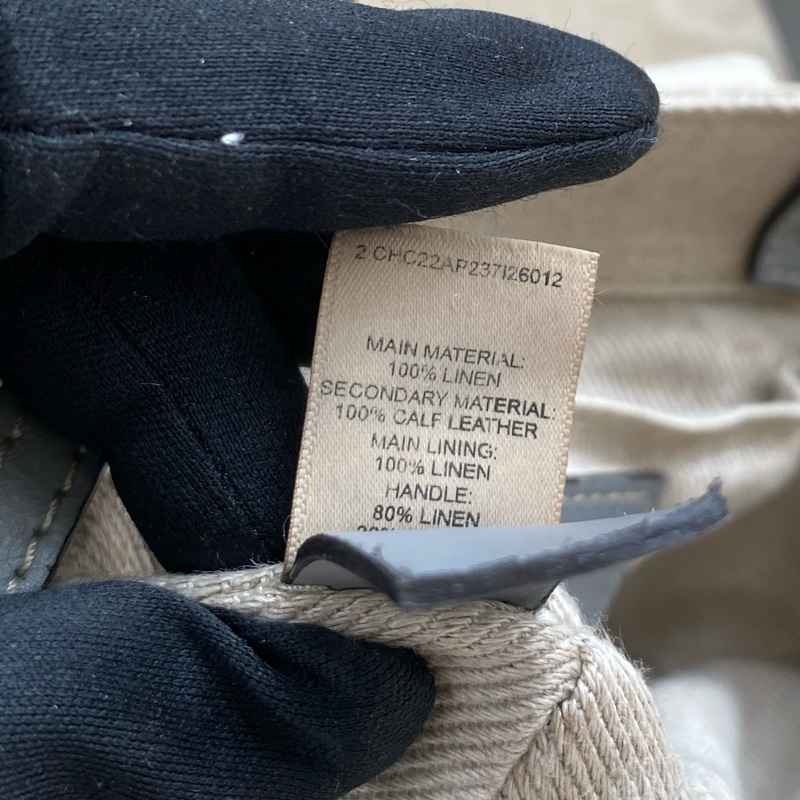 2 CHC22AP237I26012
MAIN MATERIAL:
100% LINEN
SECONDARY MATERIAL:
100% CALF LEATHER
MAIN LINING:
100% LINEN
HANDLE:
80% LINEN